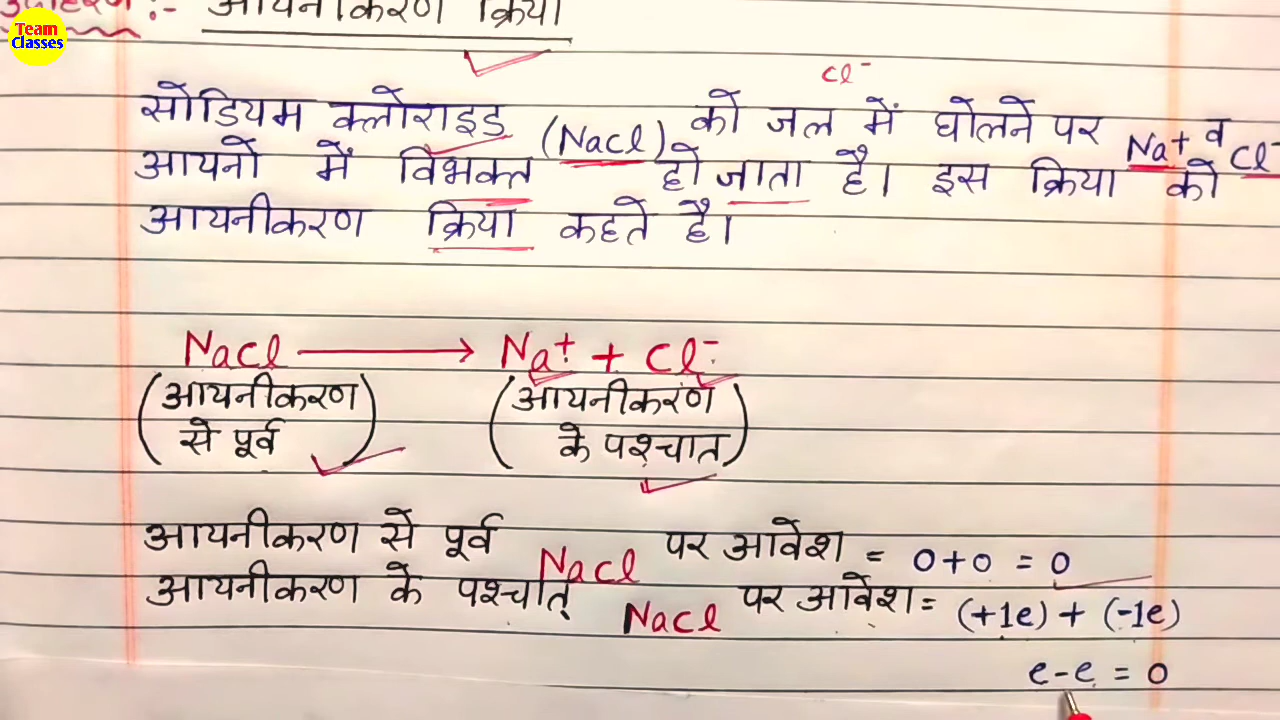 Team
Classes
उदाहरण :- आयनीकरण क्रिया
Cl⁻
सोडियम क्लोराइड (NaCl) को जल में घोलने पर Na⁺ व Cl⁻
आयनो में विभक्त हो जाता है। इस क्रिया को
आयनीकरण क्रिया कहते है।
NaCl ⟶ Na⁺ + Cl⁻
(आयनीकरण से पूर्व) (आयनीकरण के पश्चात)
आयनीकरण से पूर्व NaCl पर आवेश = 0+0 = 0
आयनीकरण के पश्चात् NaCl पर आवेश = (+1e) + (-1e)
e-e = 0